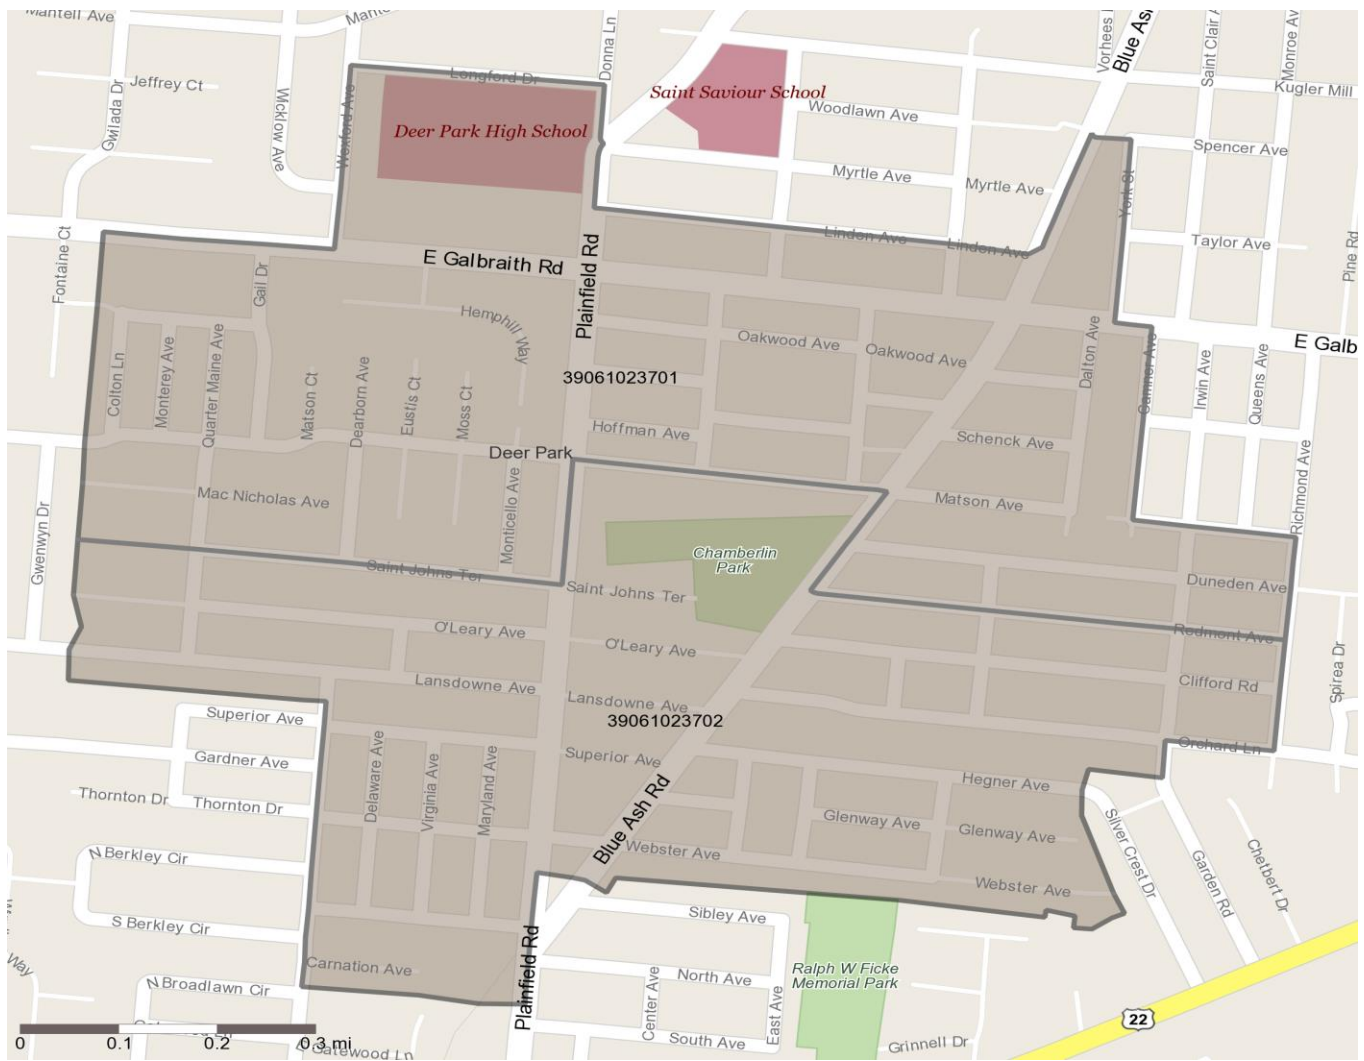 Mantell Ave
Jeffrey Ct
Gwilada Dr
Wicklow Ave
Wexford Ave
Longford Dr
Donna Ln
Deer Park High School
Saint Saviour School
Woodlawn Ave
Myrtle Ave
Myrtle Ave
Blue Ash
Saint Clair A
Monroe Av
Kugler Mill
Spencer Ave
York St
Taylor Ave
Pine Rd
Linden Ave
Linden Ave
Fontaine Ct
Gail Dr
E Galbraith Rd
Plainfield Rd
Hemphill Way
Oakwood Ave
Oakwood Ave
Dalton Ave
E Galb
Irwin Ave
Queens Ave
Colton Ln
Monterey Ave
Quarter Maine Ave
Matson Ct
Dearborn Ave
Eustis Ct
Moss Ct
39061023701
Hoffman Ave
Schenck Ave
Deer Park
Richmond Ave
Mac Nicholas Ave
Monticello Ave
Matson Ave
Gwenwyn Dr
Saint Johns Ter
Chamberlin
Park
Saint Johns Ter
Duneden Ave
O'Leary Ave
O'Leary Ave
Redmont Ave
Spirea Dr
Lansdowne Ave
Lansdowne Ave
Clifford Rd
39061023702
Superior Ave
Superior Ave
Orchard Ln
Gardner Ave
Delaware Ave
Virginia Ave
Maryland Ave
Hegner Ave
Thornton Dr
Thornton Dr
Blue Ash Rd
Glenway Ave
Glenway Ave
Silver Crest Dr
Garden Rd
Chetbert Dr
N Berkley Cir
Webster Ave
Webster Ave
S Berkley Cir
Sibley Ave
Way
Carnation Ave
Plainfield Rd
North Ave
Center Ave
East Ave
Ralph W Ficke
Memorial Park
N Broadlawn Cir
22
South Ave
Grinnell Dr
0 0.1 0.2 0.3 mi
Gatewood Ln